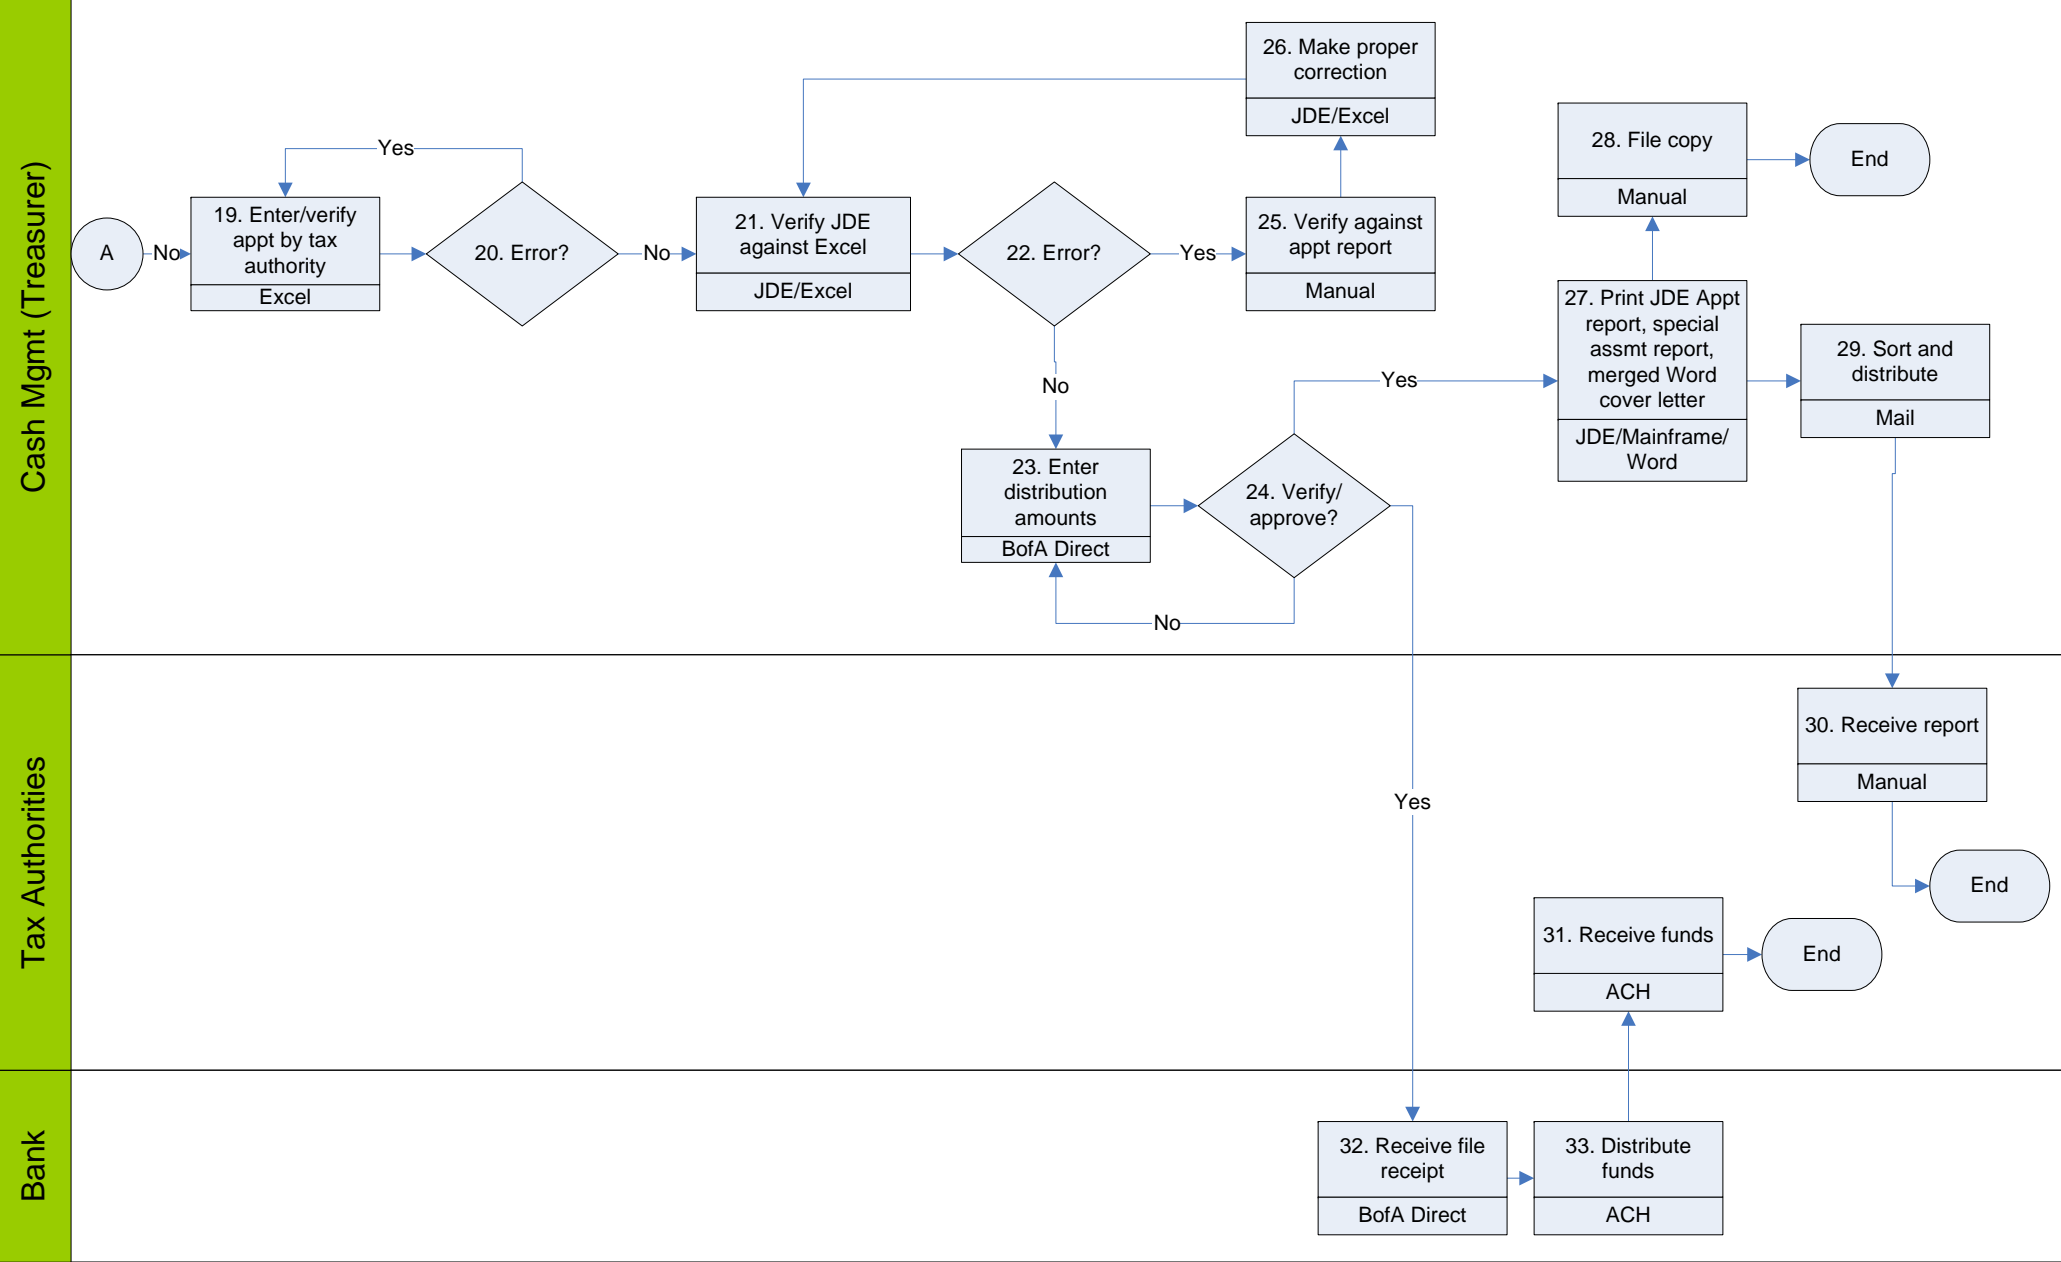 Cash Mgmt (Treasurer)
A
No
19. Enter/verify
appt by tax
authority
Excel
Yes
20. Error?
No
21. Verify JDE
against Excel
JDE/Excel
22. Error?
Yes
25. Verify against
appt report
Manual
26. Make proper
correction
JDE/Excel
No
23. Enter
distribution
amounts
BofA Direct
24. Verify/
approve?
No
Yes
27. Print JDE Appt
report, special
assmt report,
merged Word
cover letter
JDE/Mainframe/
Word
28. File copy
Manual
End
29. Sort and
distribute
Mail
Tax Authorities
Yes
30. Receive report
Manual
End
31. Receive funds
ACH
End
Bank
32. Receive file
receipt
BofA Direct
33. Distribute
funds
ACH